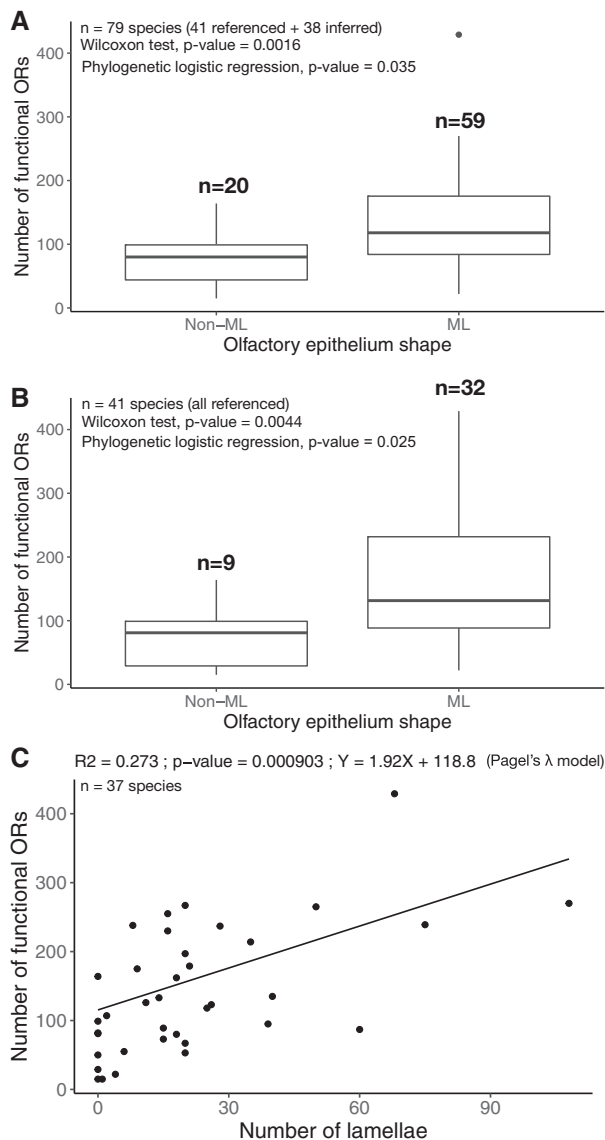 A
n = 79 species (41 referenced + 38 inferred)
Wilcoxon test, p-value = 0.0016
Phylogenetic logistic regression, p-value = 0.035
Number of functional ORs
400
300
200
100
0
n=20
n=59
Non−ML
ML
Olfactory epithelium shape
B
n = 41 species (all referenced)
Wilcoxon test, p-value = 0.0044
Phylogenetic logistic regression, p-value = 0.025
Number of functional ORs
400
300
200
100
0
n=9
n=32
Non−ML
ML
Olfactory epithelium shape
C
R2 = 0.273 ; p−value = 0.000903 ; Y = 1.92X + 118.8 (Pagel's λ model)
n = 37 species
Number of functional ORs
400
300
200
100
0
0
30
60
90
Number of lamellae